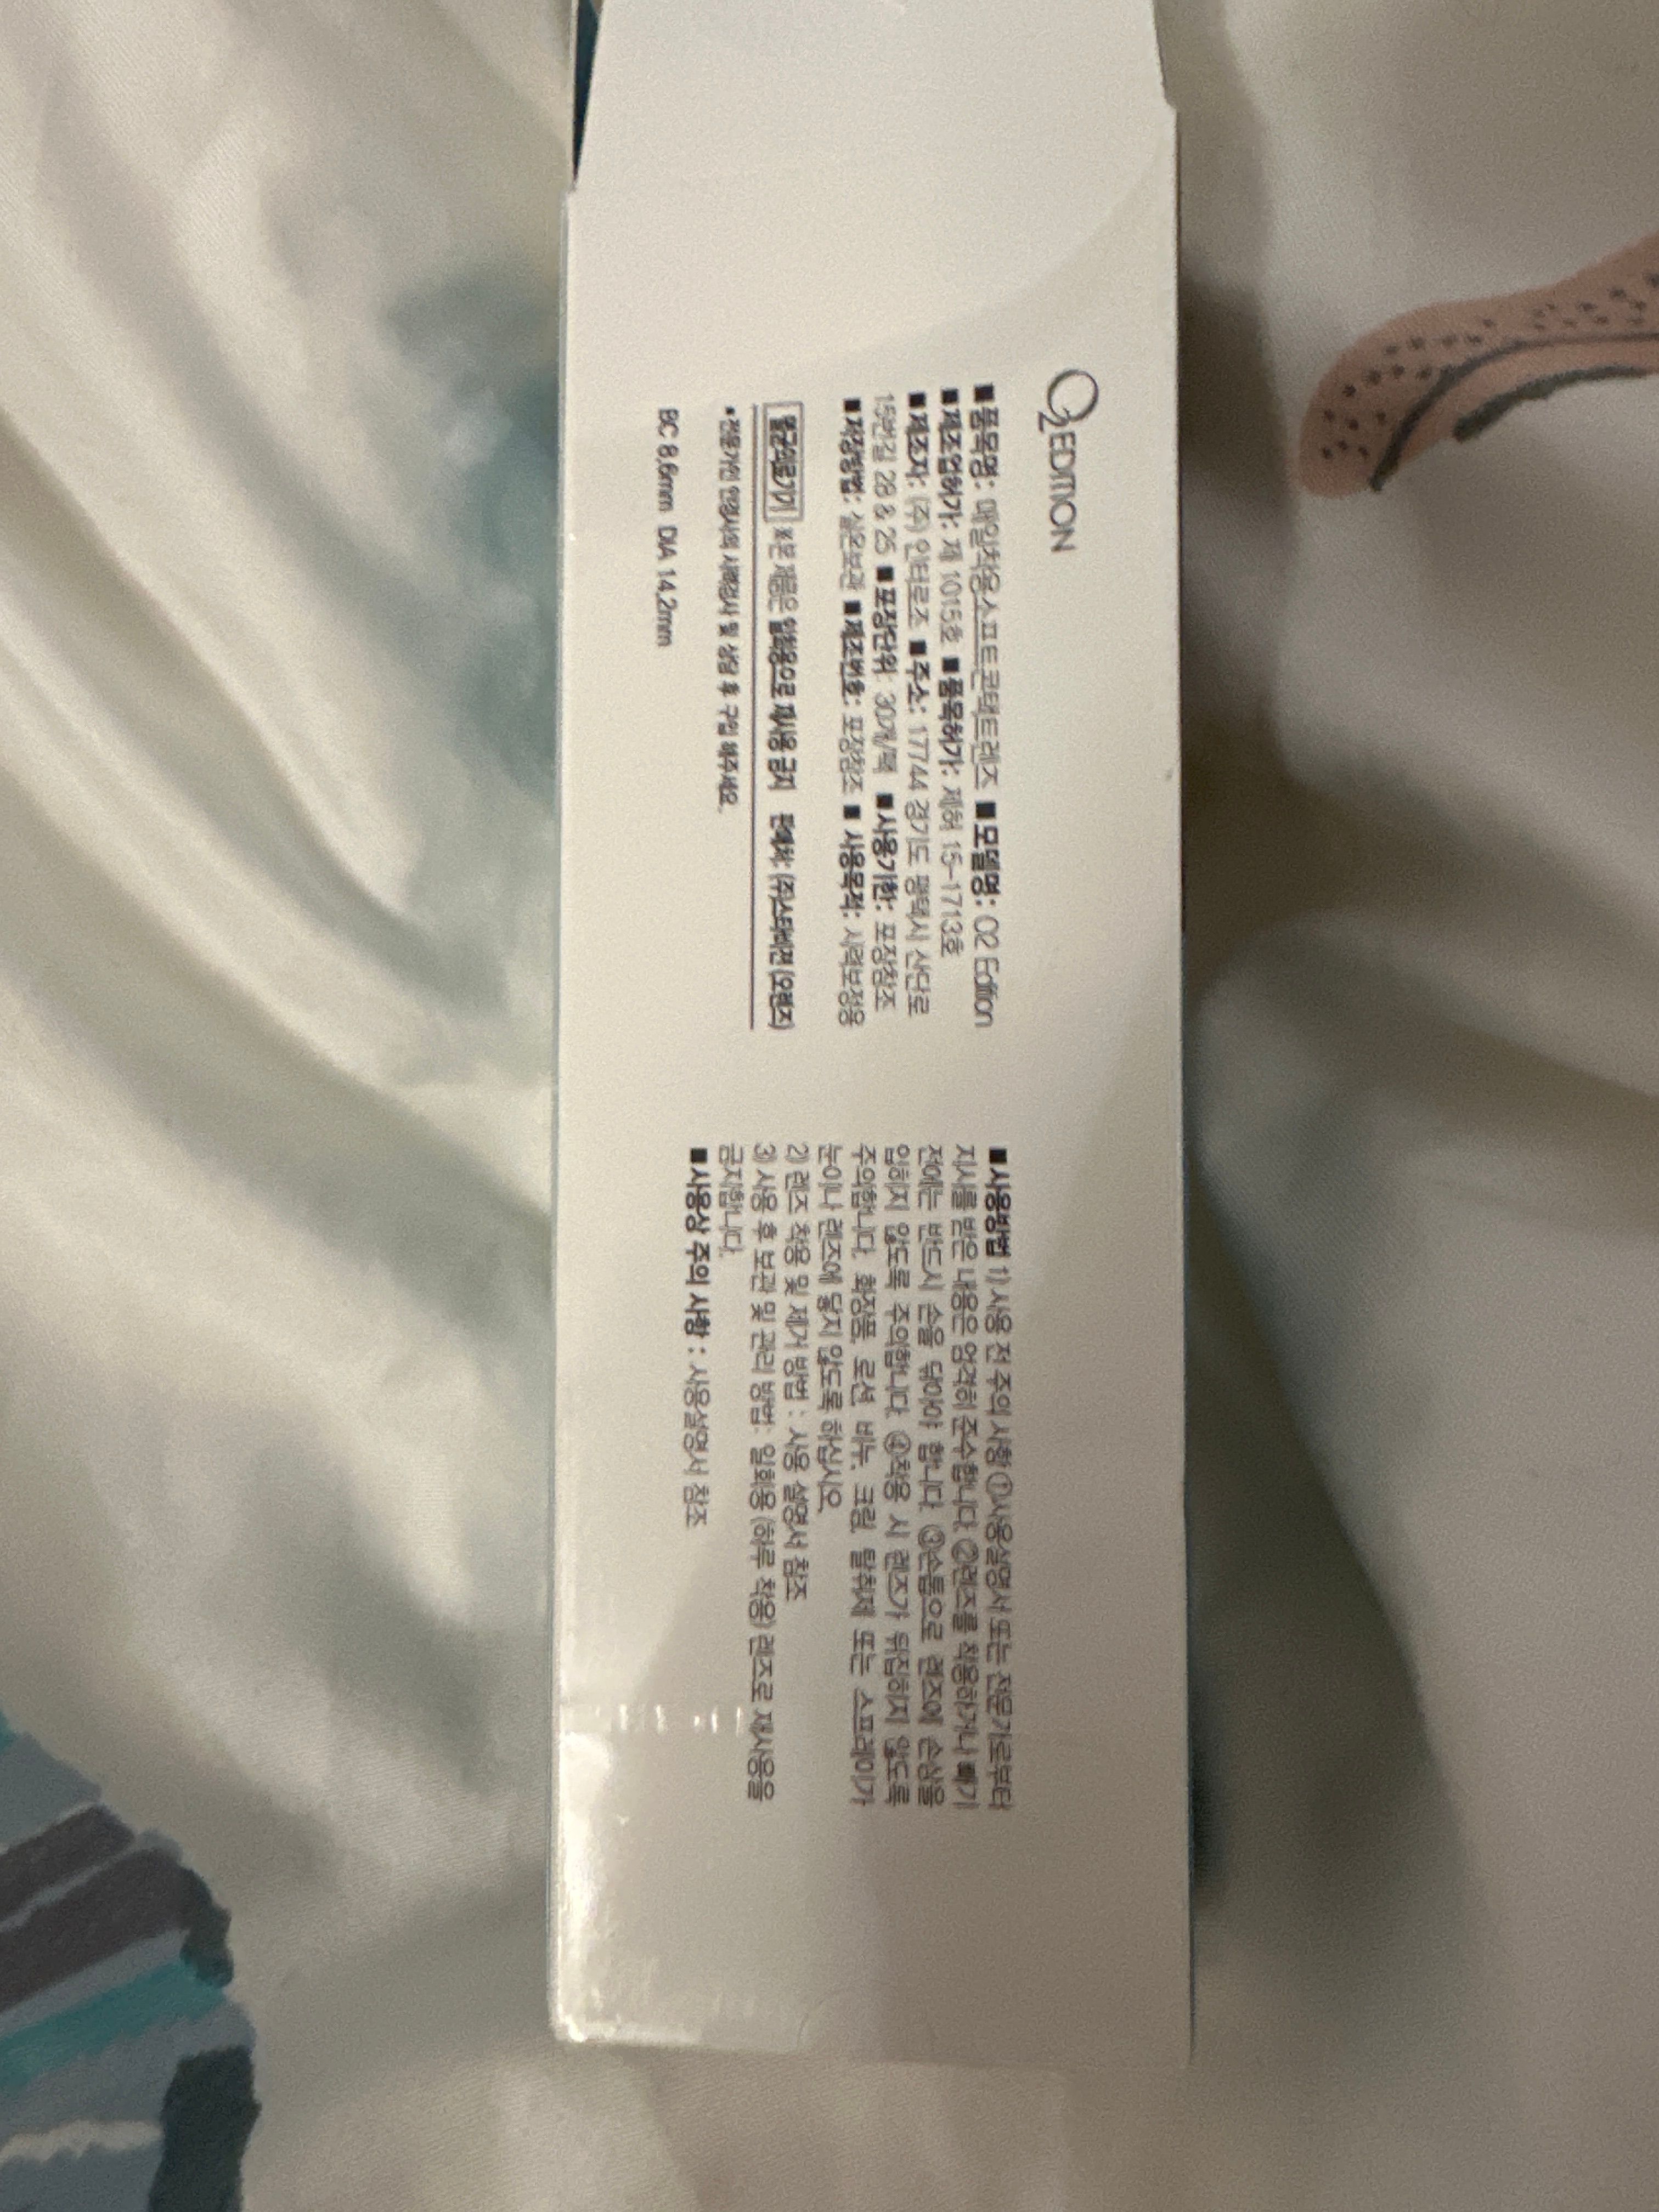 O2 EDITION
■품목명: 매일착용소프트콘택트렌즈 ■모델명: O2 Edition
■제조업허가: 제 1015호 ■품목허가: 제허 15-1713호
■제조자: (주) 인터로조 ■주소: 17744 경기도 평택시 산단로
15번길 28 & 25 ■포장단위: 30개/팩 ■사용기한: 포장참조
■저장방법: 실온보관 ■제조번호: 포장참조 ■ 사용목적: 시력보정용
멸균의료기기 ※본 제품은 일회용으로 재사용 금지 판매처: (주)스타비젼(오렌즈)
*전문가인 안경사의 시력검사 및 상담 후 구입 해주세요.
BC 8.6mm DIA 14.2mm
■사용방법 1) 사용 전 주의 사항 ①사용설명서 또는 전문가로부터
지시를 받은 내용은 엄격히 준수합니다. ②렌즈를 착용하거나 빼기
전에는 반드시 손을 닦아야 합니다. ③손톱으로 렌즈에 손상을
입히지 않도록 주의합니다. ④착용 시 렌즈가 뒤집히지 않도록
주의합니다. 화장품, 로션, 비누, 크림, 탈취제 또는 스프레이가
눈이나 렌즈에 닿지 않도록 하십시오.
2) 렌즈 착용 및 제거 방법 : 사용 설명서 참조
3) 사용 후 보관 및 관리 방법: 일회용 (하루 착용) 렌즈로 재사용을
금지합니다.
■사용상 주의 사항 : 사용설명서 참조